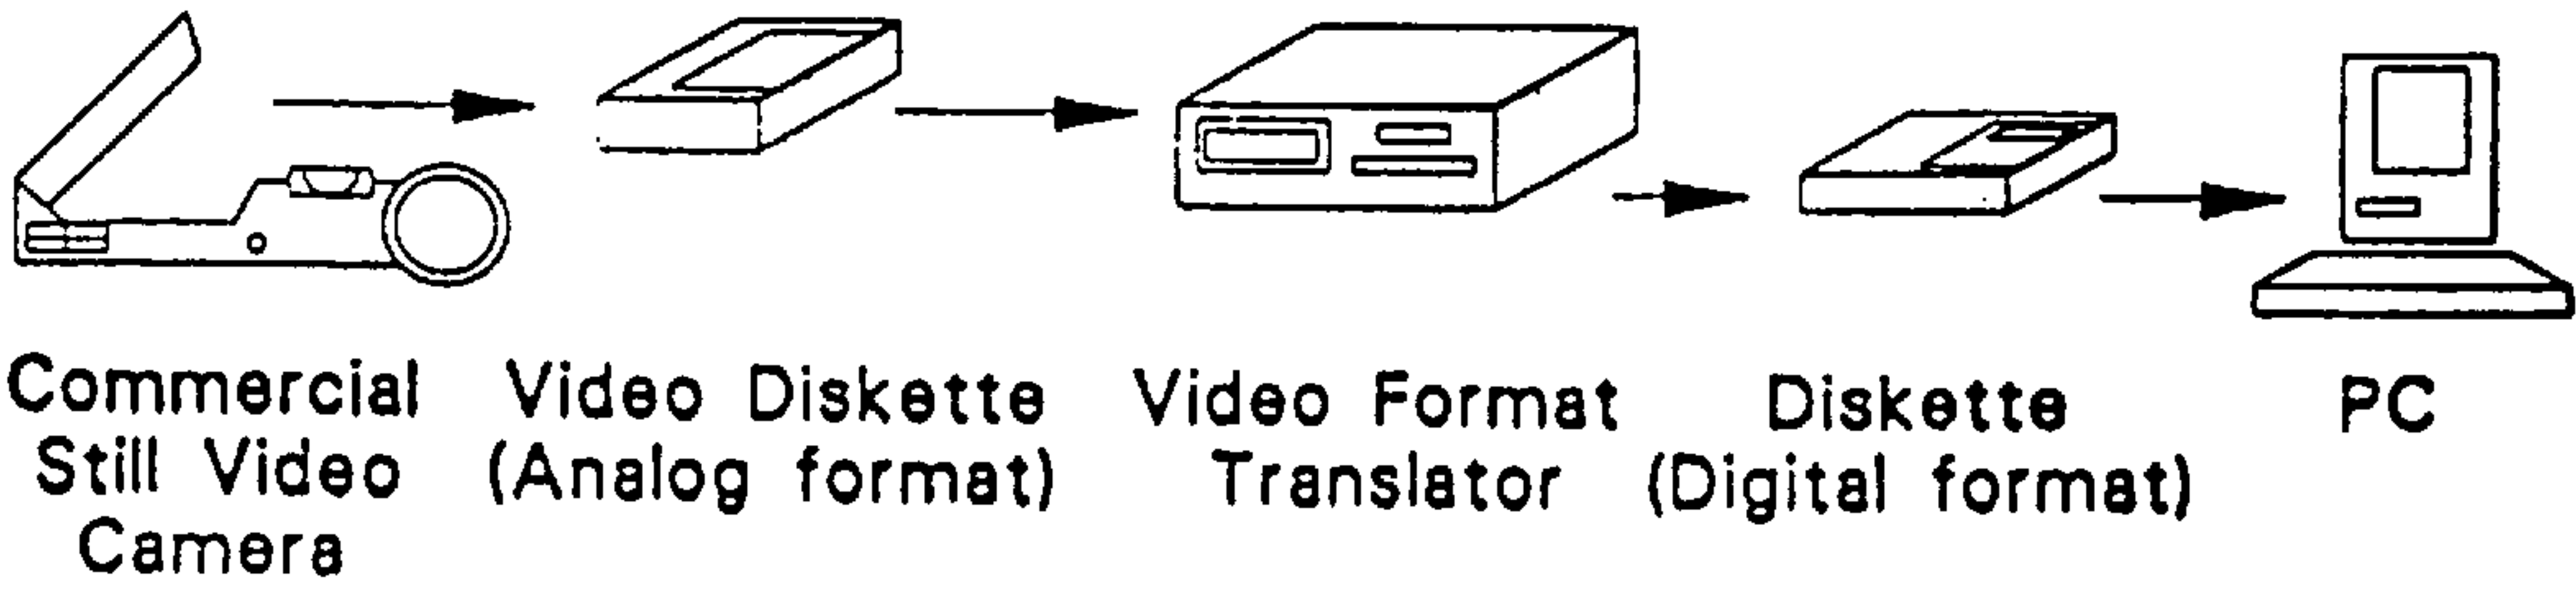 Commercial
Still Video
Camera
Video Diskette
(Analog format)
Video Format
Translator
Diskette
(Digital format)
PC